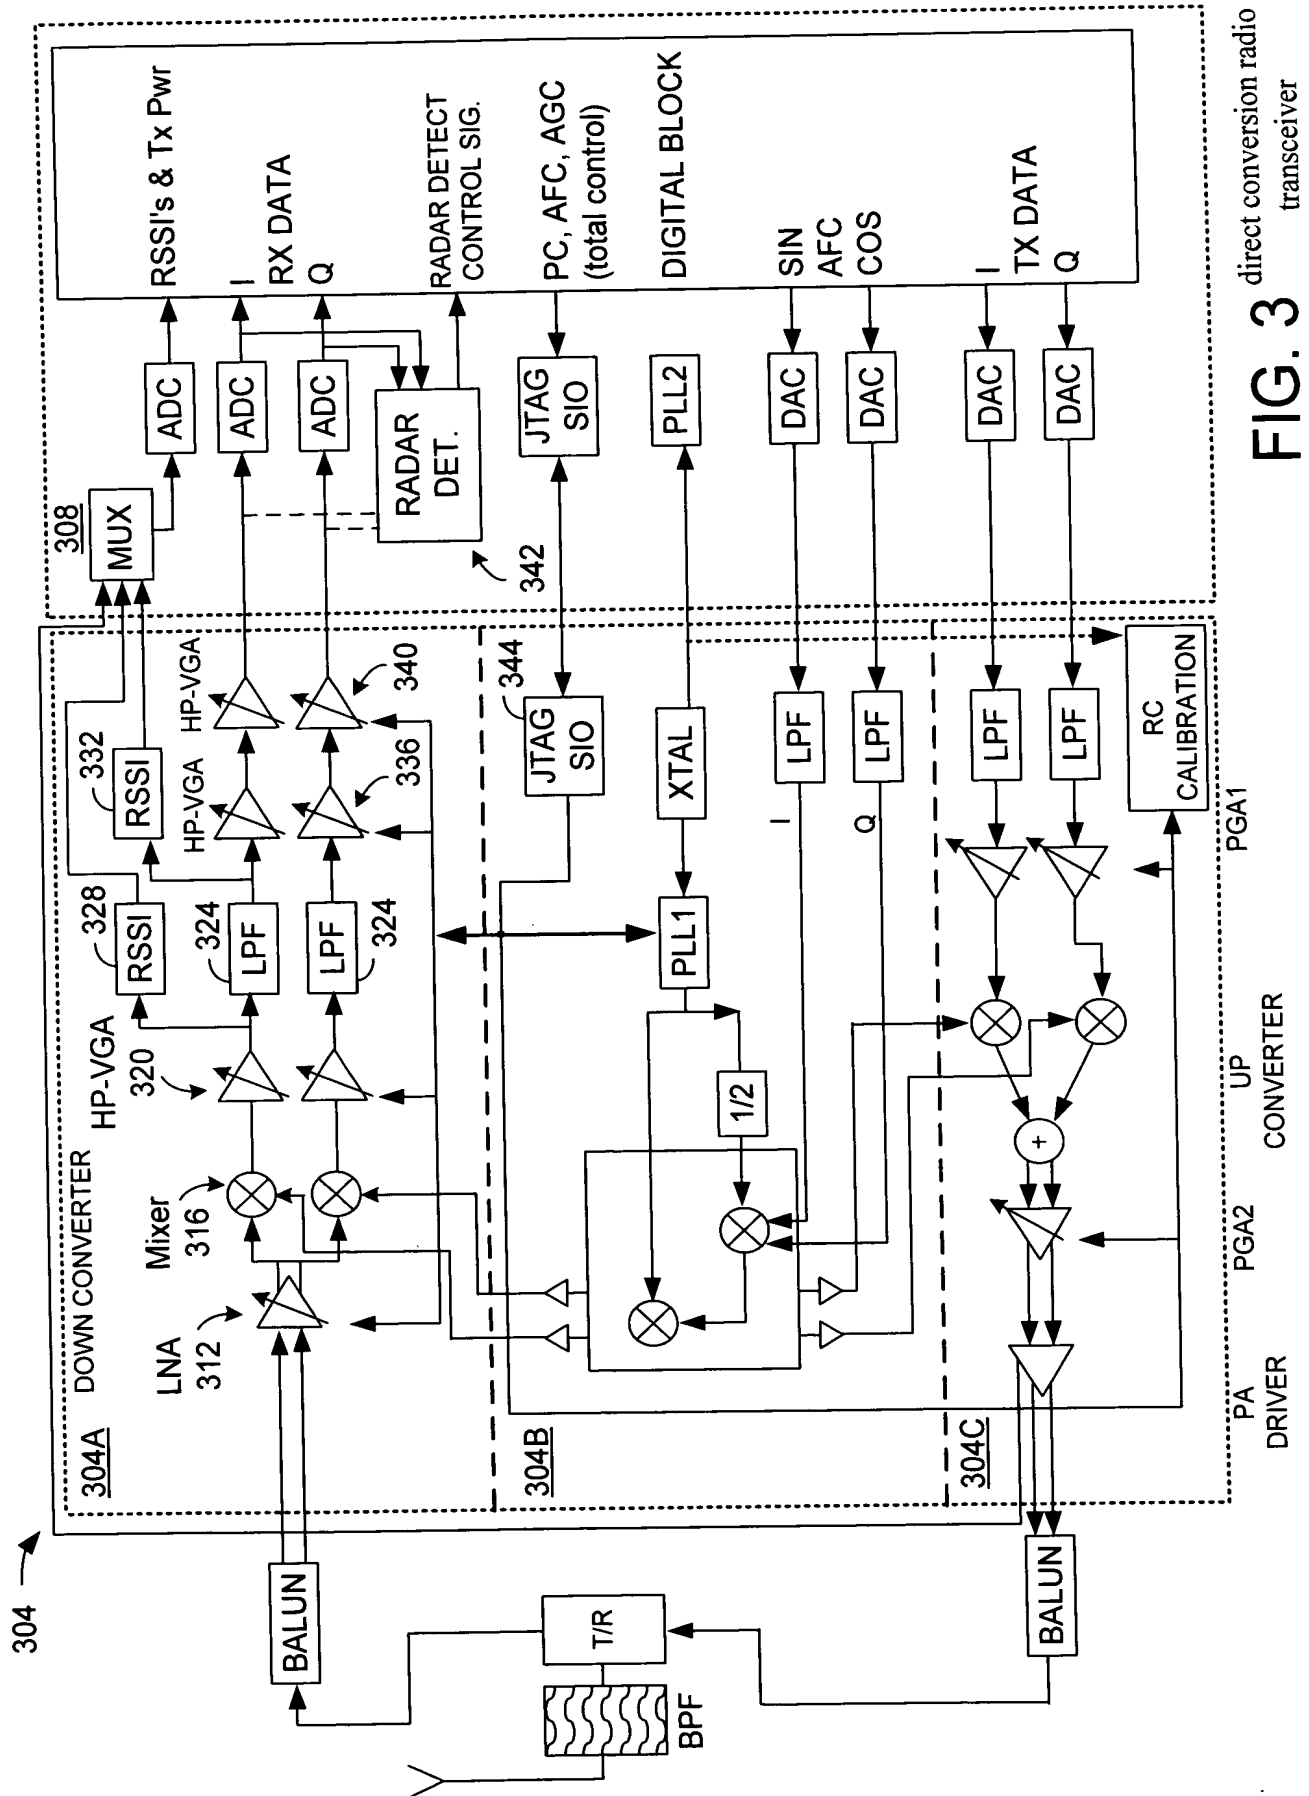 304
BPF
T/R
BALUN
BALUN
304A
DOWN CONVERTER
LNA
312
Mixer
316
HP-VGA
320
RSSI
328
LPF
324
LPF
324
RSSI
332
HP-VGA
HP-VGA
336
340
MUX
308
ADC
ADC
ADC
RADAR
DET.
342
RSSI's & Tx Pwr
I
RX DATA
Q
RADAR DETECT
CONTROL SIG.
PC, AFC, AGC
(total control)
DIGITAL BLOCK
SIN
AFC
COS
I
TX DATA
Q
304B
1/2
PLL1
XTAL
PLL2
JTAG
SIO
344
JTAG
SIO
I
Q
LPF
LPF
DAC
DAC
304C
+
LPF
LPF
DAC
DAC
RC
CALIBRATION
PA
DRIVER
PGA2
UP
CONVERTER
PGA1
FIG. 3
direct conversion radio
transceiver